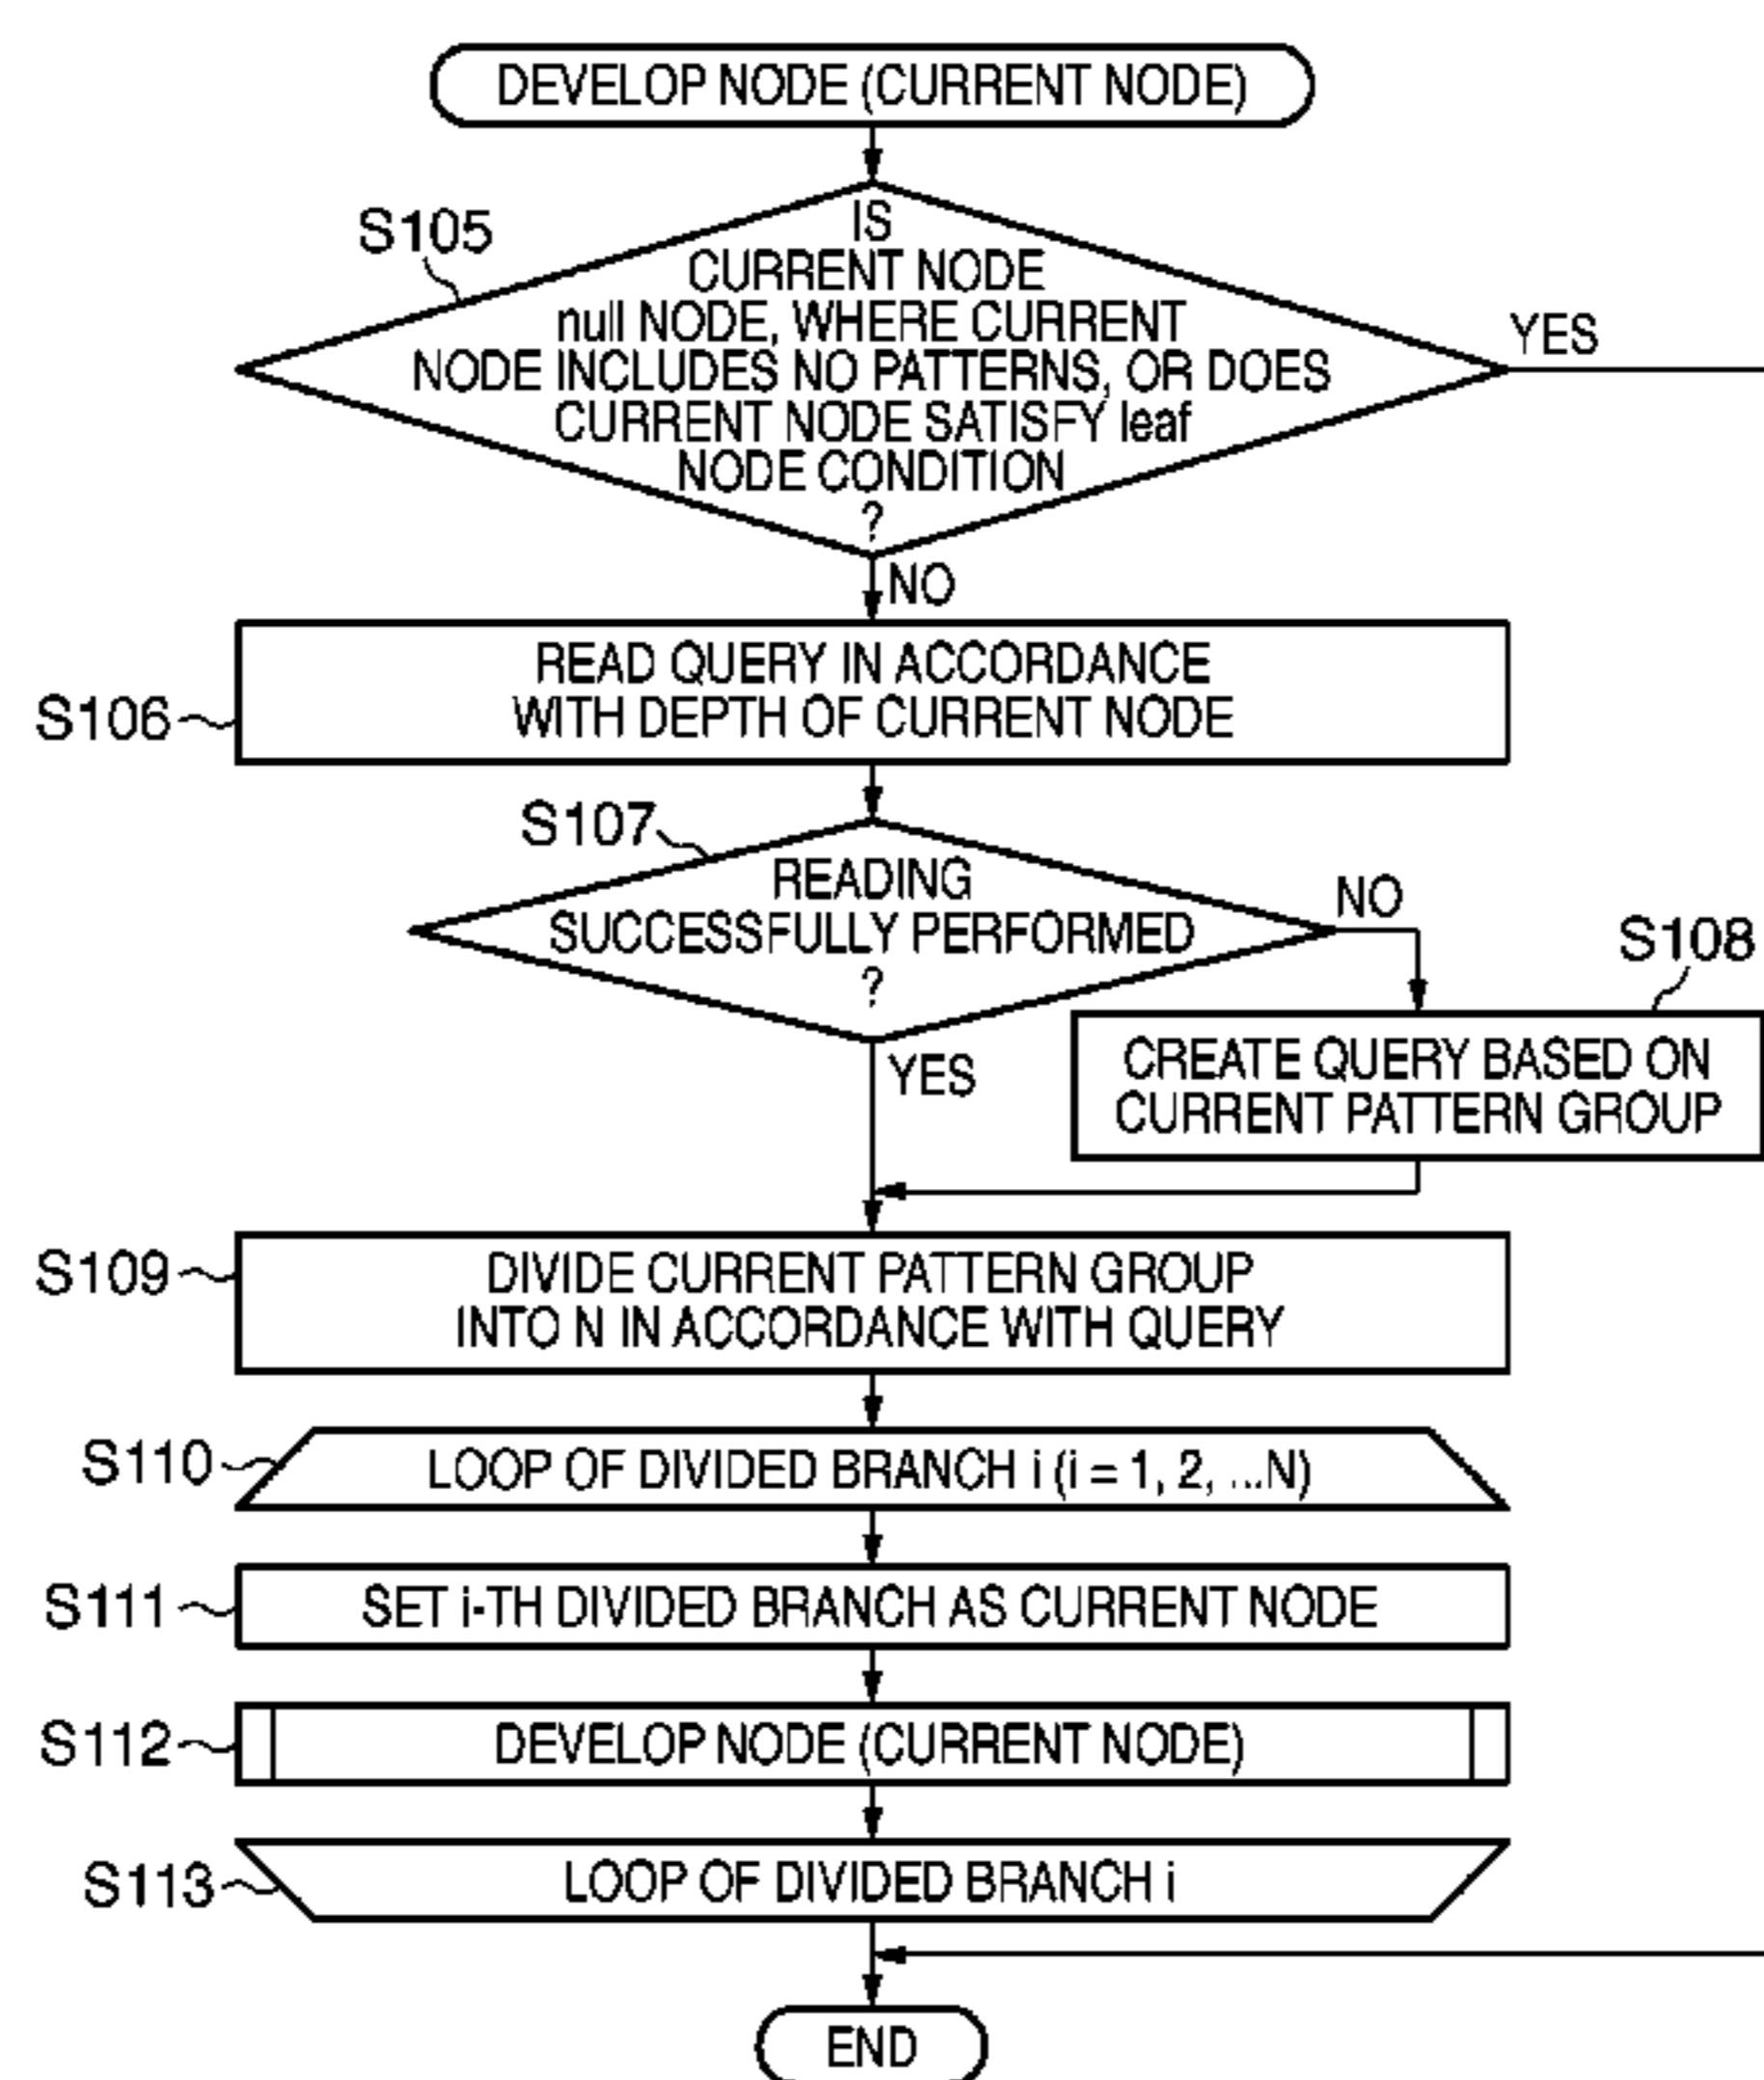 DEVELOP NODE (CURRENT NODE)
S105
IS
CURRENT NODE
null NODE, WHERE CURRENT
NODE INCLUDES NO PATTERNS, OR DOES
CURRENT NODE SATISFY leaf
NODE CONDITION
?
YES
NO
S106
READ QUERY IN ACCORDANCE
WITH DEPTH OF CURRENT NODE
S107
READING
SUCCESSFULLY PERFORMED
?
NO
YES
S108
CREATE QUERY BASED ON
CURRENT PATTERN GROUP
S109
DIVIDE CURRENT PATTERN GROUP
INTO N IN ACCORDANCE WITH QUERY
S110
LOOP OF DIVIDED BRANCH i (i = 1, 2, ...N)
S111
SET i-TH DIVIDED BRANCH AS CURRENT NODE
S112
DEVELOP NODE (CURRENT NODE)
S113
LOOP OF DIVIDED BRANCH i
END